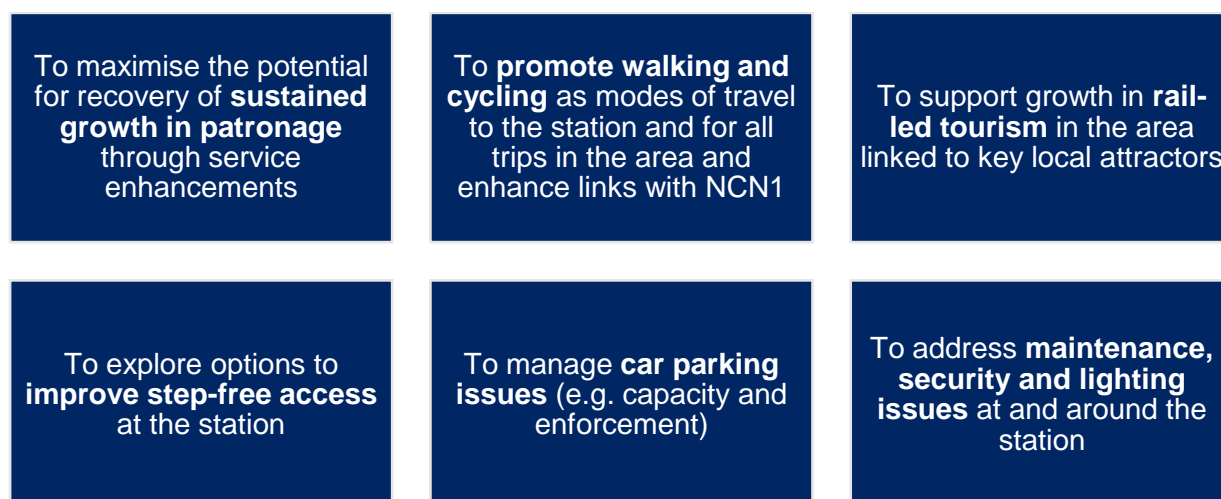 To maximise the potential
for recovery of sustained
growth in patronage
through service
enhancements
To promote walking and
cycling as modes of travel
to the station and for all
trips in the area and
enhance links with NCN1
To support growth in rail-
led tourism in the area
linked to key local attractors
To explore options to
improve step-free access
at the station
To manage car parking
issues (e.g. capacity and
enforcement)
To address maintenance,
security and lighting
issues at and around the
station